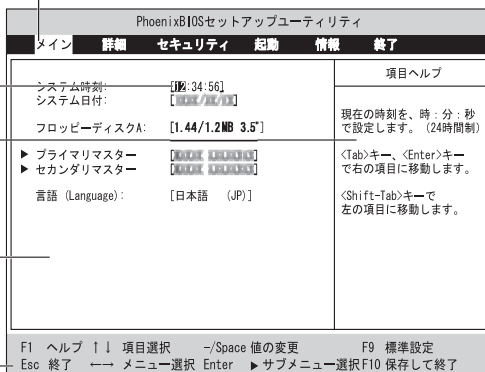 PhoenixBIOSセットアップユーティリティ
メイン 詳細 セキュリティ 起動 情報 終了
項目ヘルプ
システム時刻: [12:34:56]
システム日付:
フロッピーディスクA: [1.44/1.2MB 3.5"]
▶ プライマリマスター
▶ セカンダリマスター
言語 (Language): [日本語 (JP)]
現在の時刻を、時:分:秒
で設定します。(24時間制)
<Tab>キー、<Enter>キー
で右の項目に移動します。
<Shift-Tab>キーで
左の項目に移動します。
F1 ヘルプ ↑↓ 項目選択 -/Space 値の変更 F9 標準設定
Esc 終了 ←→ メニュー選択 Enter ▶サブメニュー選択 F10 保存して終了